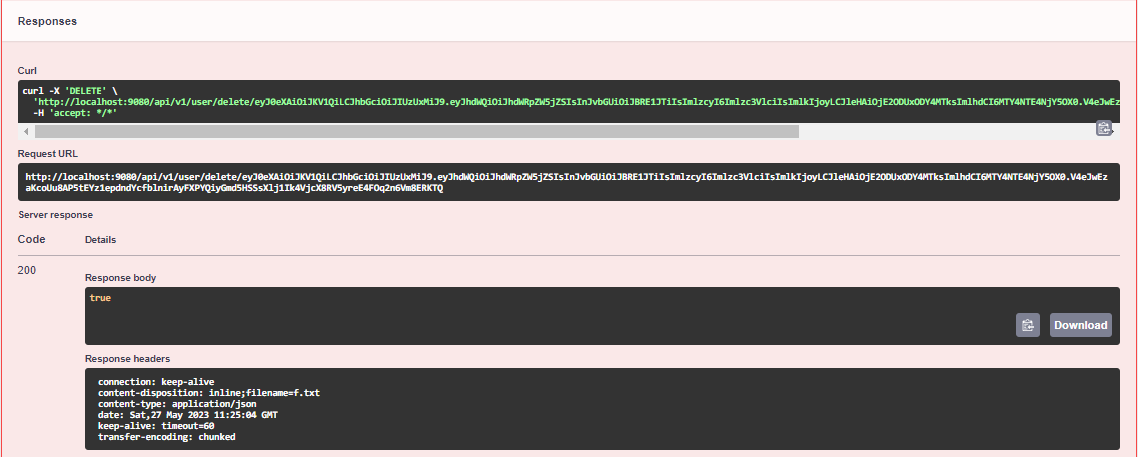 Responses
Curl
curl -X 'DELETE' \
'http://localhost:9080/api/v1/user/delete/eyJ0eXAiOiJKV1QiLCJhbGciOiJIUzUxMiJ9.eyJhdWQiOiJhdWRpZW5jZSIsInJvbGUiOiJBRE1JTiIsImlzcyI6Imlzc3VlciIsImlkIjoyLCJleHAiOjE2ODUxODY4MTksImlhdCI6MTY4NTE4NjY5OX0.V4eJwEz
-H 'accept: */*'
Request URL
http://localhost:9080/api/v1/user/delete/eyJ0eXAiOiJKV1QiLCJhbGciOiJIUzUxMiJ9.eyJhdWQiOiJhdWRpZW5jZSIsInJvbGUiOiJBRE1JTiIsImlzcyI6Imlzc3VlciIsImlkIjoyLCJleHAiOjE2ODUxODY4MTksImlhdCI6MTY4NTE4NjY5OX0.V4eJwEz
aKcoUu8AP5tEYz1epdndYcfblnirAyFXPYQiyGmd5HSSsXlj1Ik4VjcX8RV5yreE4FOq2n6Vm8ERKTQ
Server response
Code Details
200
Response body
true
Download
Response headers
connection: keep-alive
content-disposition: inline;filename=f.txt
content-type: application/json
date: Sat,27 May 2023 11:25:04 GMT
keep-alive: timeout=60
transfer-encoding: chunked